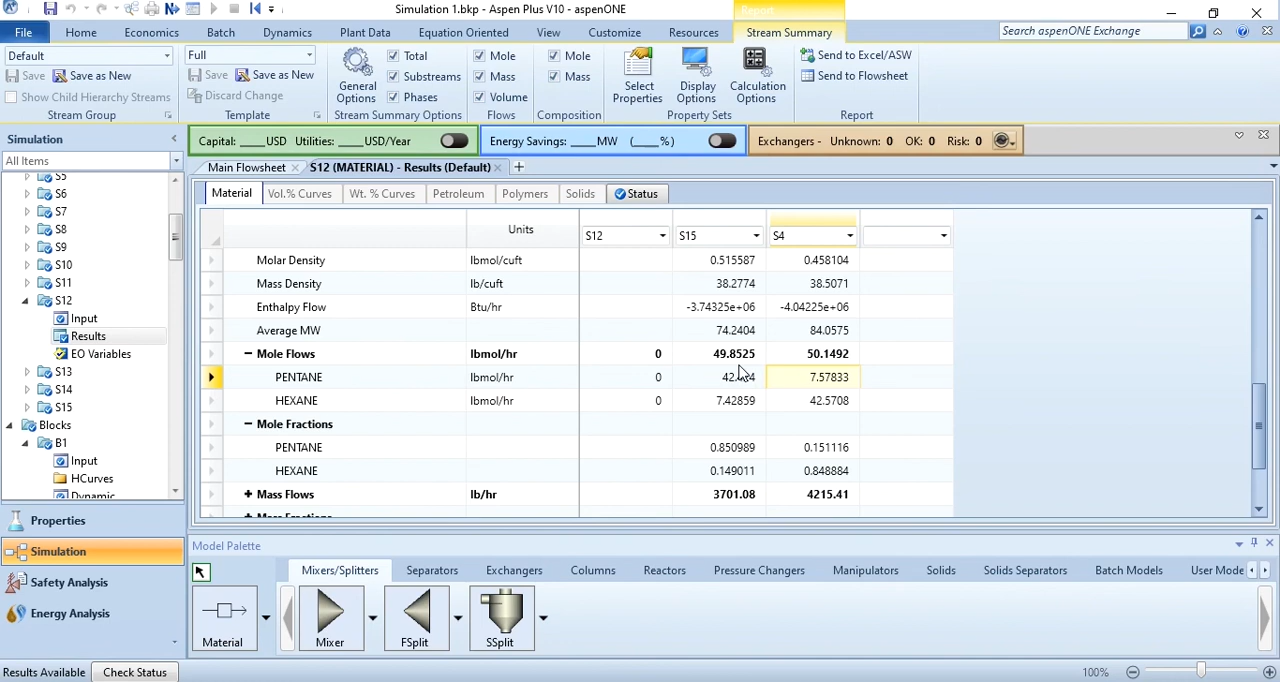 Simulation 1.bkp - Aspen Plus V10 - aspenONE
Report
File Home Economics Batch Dynamics Plant Data Equation Oriented View Customize Resources Stream Summary Search aspenONE Exchange
Default Full Total Mole Mole Send to Excel/ASW
Save Save as New Save Save as New Substreams Mass Mass Send to Flowsheet
Show Child Hierarchy Streams Discard Change Phases Volume General Options Select Properties Display Options Calculation Options
Stream Group Template Stream Summary Options Flows Composition Property Sets Report
Simulation Capital: ____USD Utilities: ____USD/Year Energy Savings: ____MW (____%) Exchangers - Unknown: 0 OK: 0 Risk: 0
All Items Main Flowsheet S12 (MATERIAL) - Results (Default)
Material Vol.% Curves Wt. % Curves Petroleum Polymers Solids Status
S5
S6
S7
S8
S9
S10
S11
S12
Input
Results
EO Variables
S13
S14
S15
Blocks
B1
Input
HCurves
Dynamic
Units S12 S15 S4
Molar Density lbmol/cuft 0.515587 0.458104
Mass Density lb/cuft 38.2774 38.5071
Enthalpy Flow Btu/hr -3.74325e+06 -4.04225e+06
Average MW 74.2404 84.0575
Mole Flows lbmol/hr 0 49.8525 50.1492
PENTANE lbmol/hr 0 7.57833
HEXANE lbmol/hr 0 7.42859 42.5708
Mole Fractions
PENTANE 0.850989 0.151116
HEXANE 0.149011 0.848884
Mass Flows lb/hr 3701.08 4215.41
Mass Fractions
Properties
Simulation
Safety Analysis
Energy Analysis
Model Palette
Mixers/Splitters Separators Exchangers Columns Reactors Pressure Changers Manipulators Solids Solids Separators Batch Models User Mode
Material Mixer FSplit SSplit
Results Available Check Status 100%